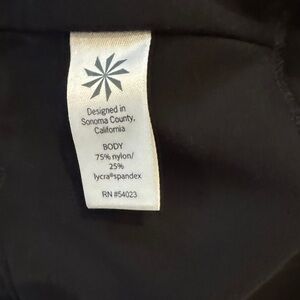 Designed in
Sonoma County,
California
BODY
75% nylon/
25%
lycra®spandex
RN #54023